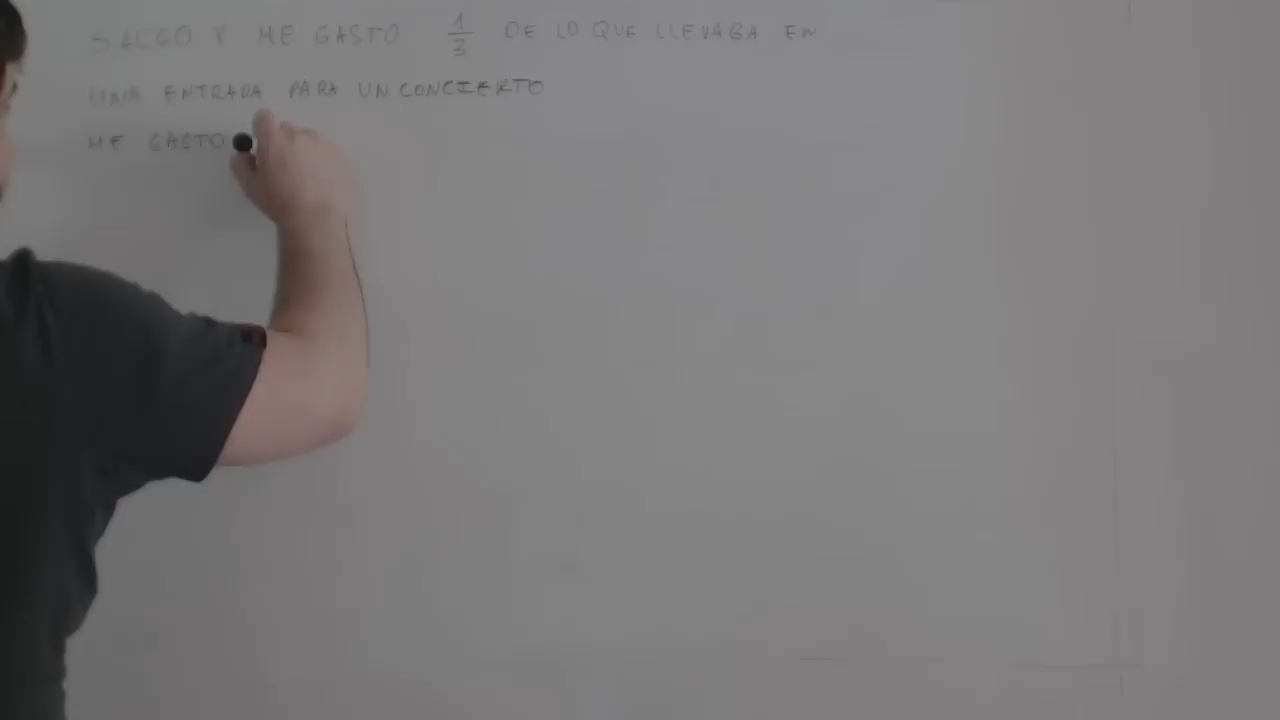 SALGO Y ME GASTO 1/3 DE LO QUE LLEVABA EN
UNA ENTRADA PARA UN CONCIERTO
ME GASTO